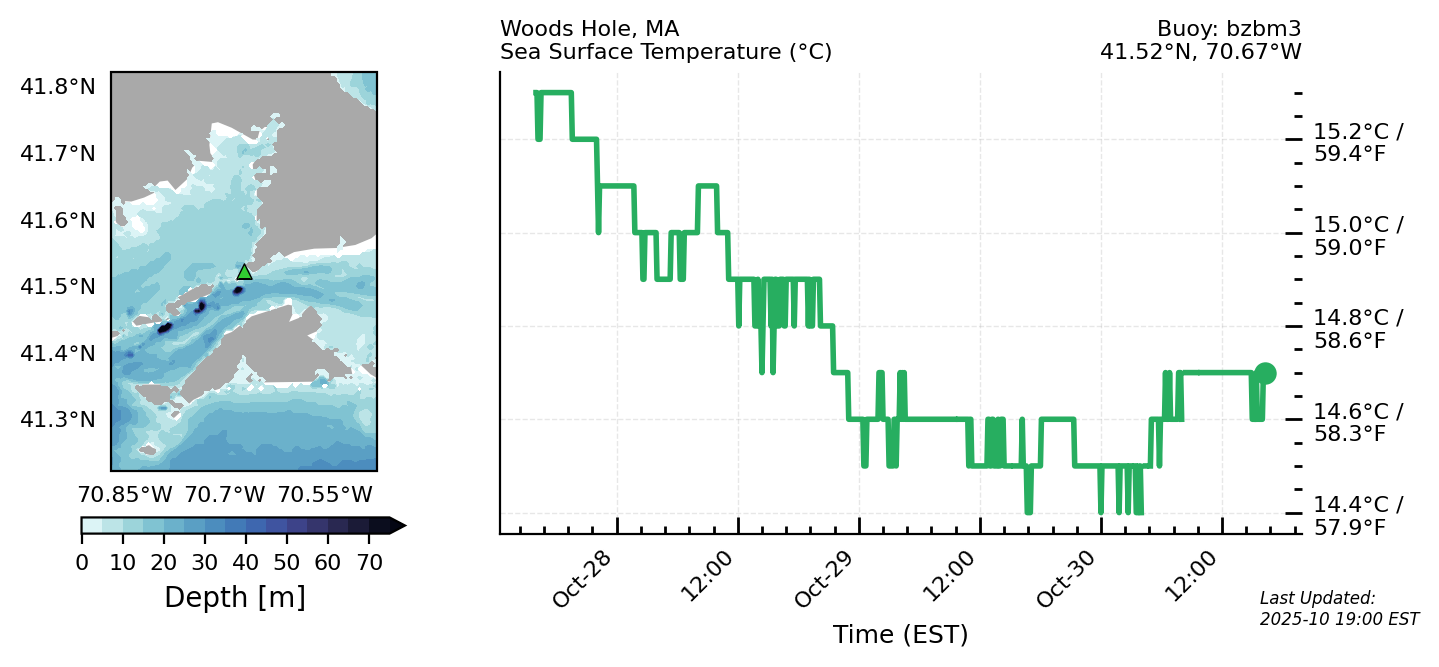 Woods Hole, MA
Sea Surface Temperature (°C)
Buoy: bzbm3
41.52°N, 70.67°W
41.8°N
41.7°N
41.6°N
41.5°N
41.4°N
41.3°N
70.85°W 70.7°W 70.55°W
0 10 20 30 40 50 60 70
Depth [m]
15.2°C /
59.4°F
15.0°C /
59.0°F
14.8°C /
58.6°F
14.6°C /
58.3°F
14.4°C /
57.9°F
Oct-28 12:00 Oct-29 12:00 Oct-30 12:00
Time (EST)
Last Updated:
2025-10 19:00 EST